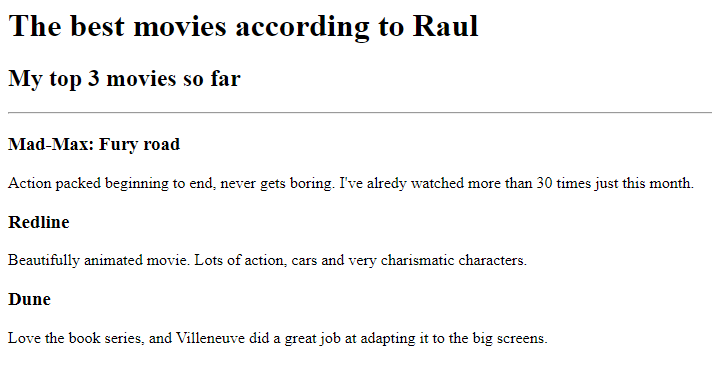 The best movies according to Raul
My top 3 movies so far
Mad-Max: Fury road
Action packed beginning to end, never gets boring. I've alredy watched more than 30 times just this month.
Redline
Beautifully animated movie. Lots of action, cars and very charismatic characters.
Dune
Love the book series, and Villeneuve did a great job at adapting it to the big screens.